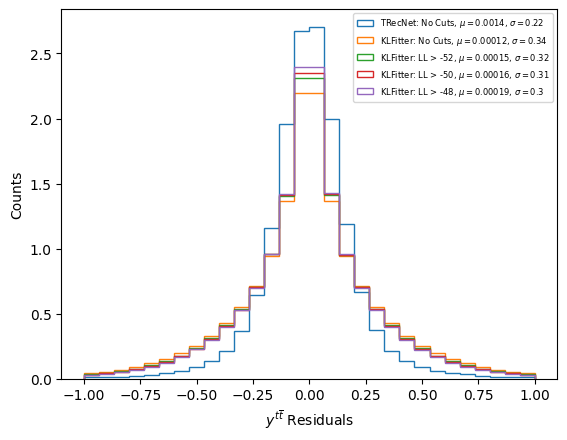 TRecNet: No Cuts, μ = 0.0014, σ = 0.22
KLFitter: No Cuts, μ = 0.00012, σ = 0.34
KLFitter: LL > -52, μ = 0.00015, σ = 0.32
KLFitter: LL > -50, μ = 0.00016, σ = 0.31
KLFitter: LL > -48, μ = 0.00019, σ = 0.3
2.5
2.0
1.5
1.0
0.5
0.0
Counts
−1.00 −0.75 −0.50 −0.25 0.00 0.25 0.50 0.75 1.00
y^{tt̅} Residuals